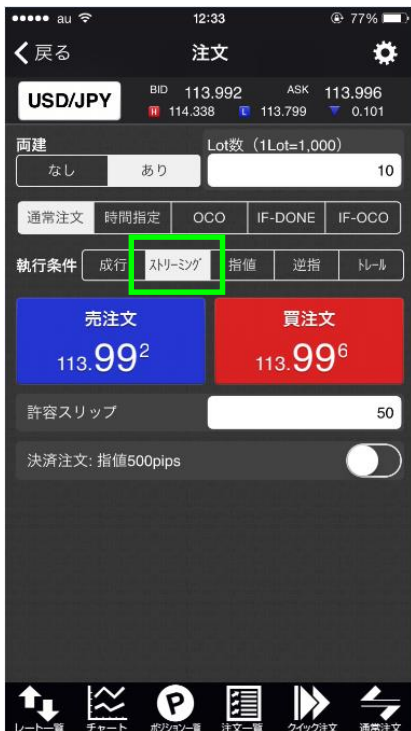 au 12:33 77%
戻る 注文
USD/JPY BID 113.992 ASK 113.996
H 114.338 L 113.799 ▼ 0.101
両建 Lot数（1Lot=1,000）
なし あり 10
通常注文 時間指定 OCO IF-DONE IF-OCO
執行条件 成行 ストリーミング 指値 逆指 トレール
売注文 買注文
113.992 113.996
許容スリップ 50
決済注文: 指値500pips
P
レート一覧 チャート ポジション一覧 注文一覧 クイック注文 通常注文